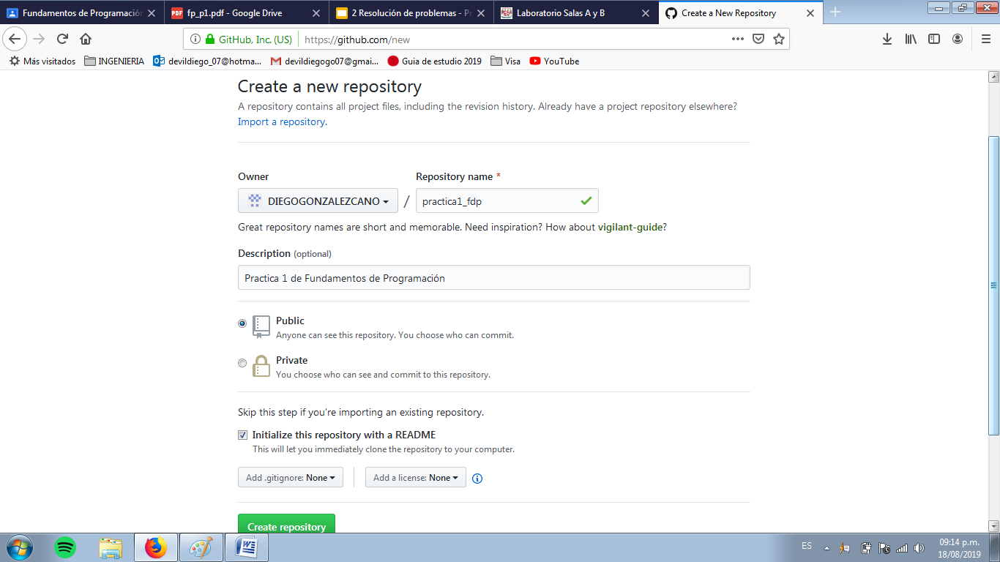 Fundamentos de Programación
fp_p1.pdf - Google Drive
2 Resolución de problemas - Pr
Laboratorio Salas A y B
Create a New Repository
GitHub, Inc. (US)
https://github.com/new
Más visitados
INGENIERIA
devildiego_07@hotma...
devildiegogo07@gmai...
Guia de estudio 2019
Visa
YouTube
Create a new repository
A repository contains all project files, including the revision history. Already have a project repository elsewhere?
Import a repository.
Owner
Repository name *
DIEGOGONZALEZCANO / practica1_fdp
Great repository names are short and memorable. Need inspiration? How about vigilant-guide?
Description (optional)
Practica 1 de Fundamentos de Programación
Public
Anyone can see this repository. You choose who can commit.
Private
You choose who can see and commit to this repository.
Skip this step if you're importing an existing repository.
Initialize this repository with a README
This will let you immediately clone the repository to your computer.
Add .gitignore: None
Add a license: None
Create repository
ES
09:14 p.m.
18/08/2019